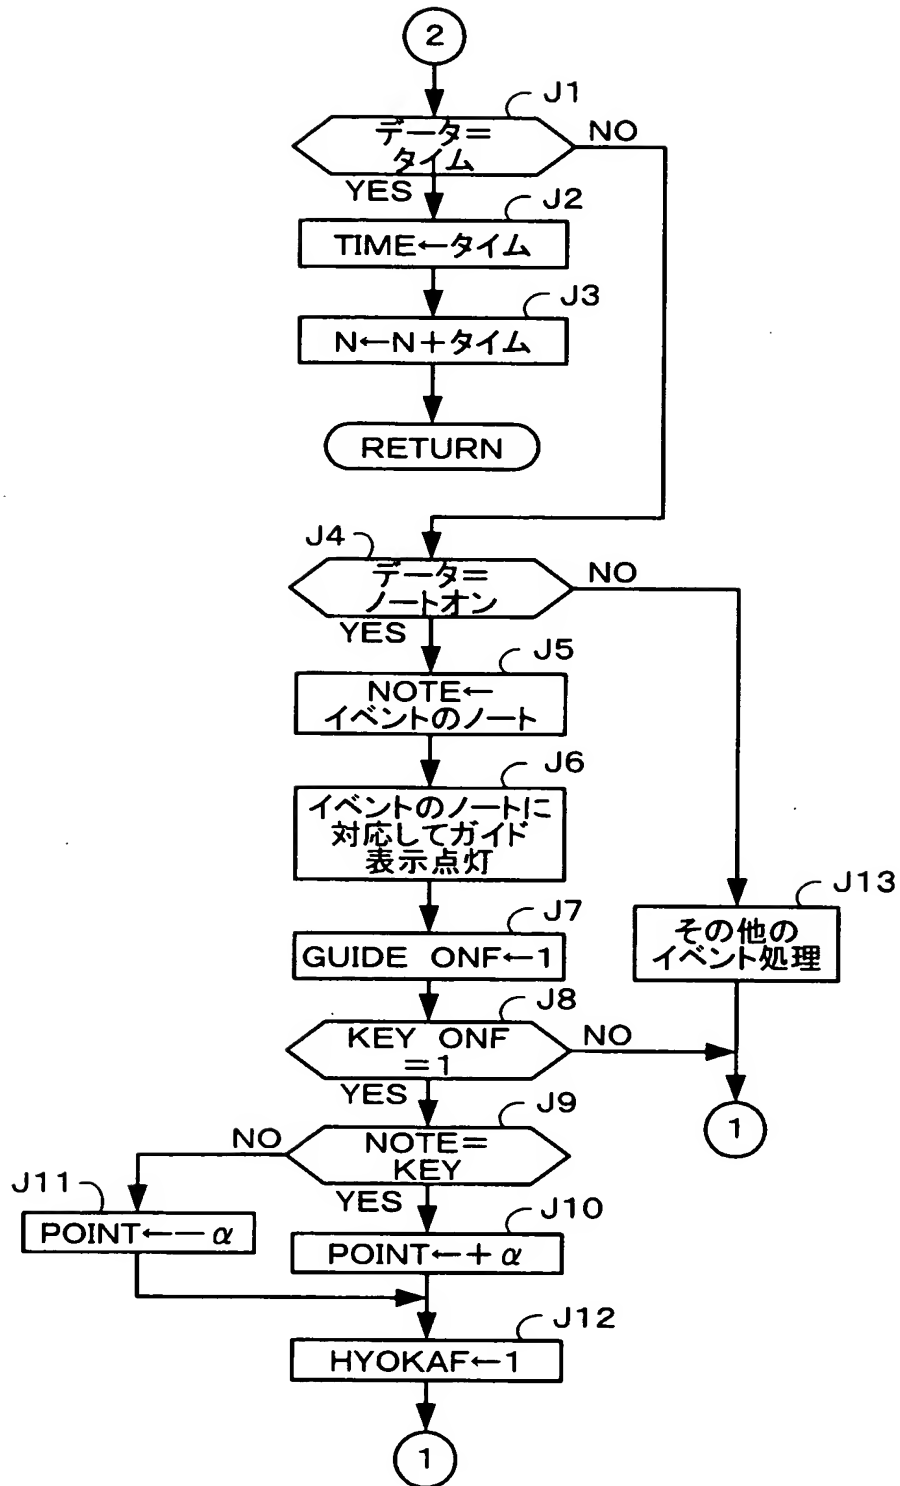 2
J1
データ=
タイム
NO
YES
J2
TIME←タイム
J3
N←N+タイム
RETURN
J4
データ=
ノートオン
NO
YES
J5
NOTE←
イベントのノート
J6
イベントのノートに
対応してガイド
表示点灯
J7
GUIDE ONF←1
J13
その他の
イベント処理
J8
KEY ONF
=1
NO
YES
1
J9
NOTE=
KEY
NO
YES
J11
POINT←−α
J10
POINT←+α
J12
HYOKAF←1
1